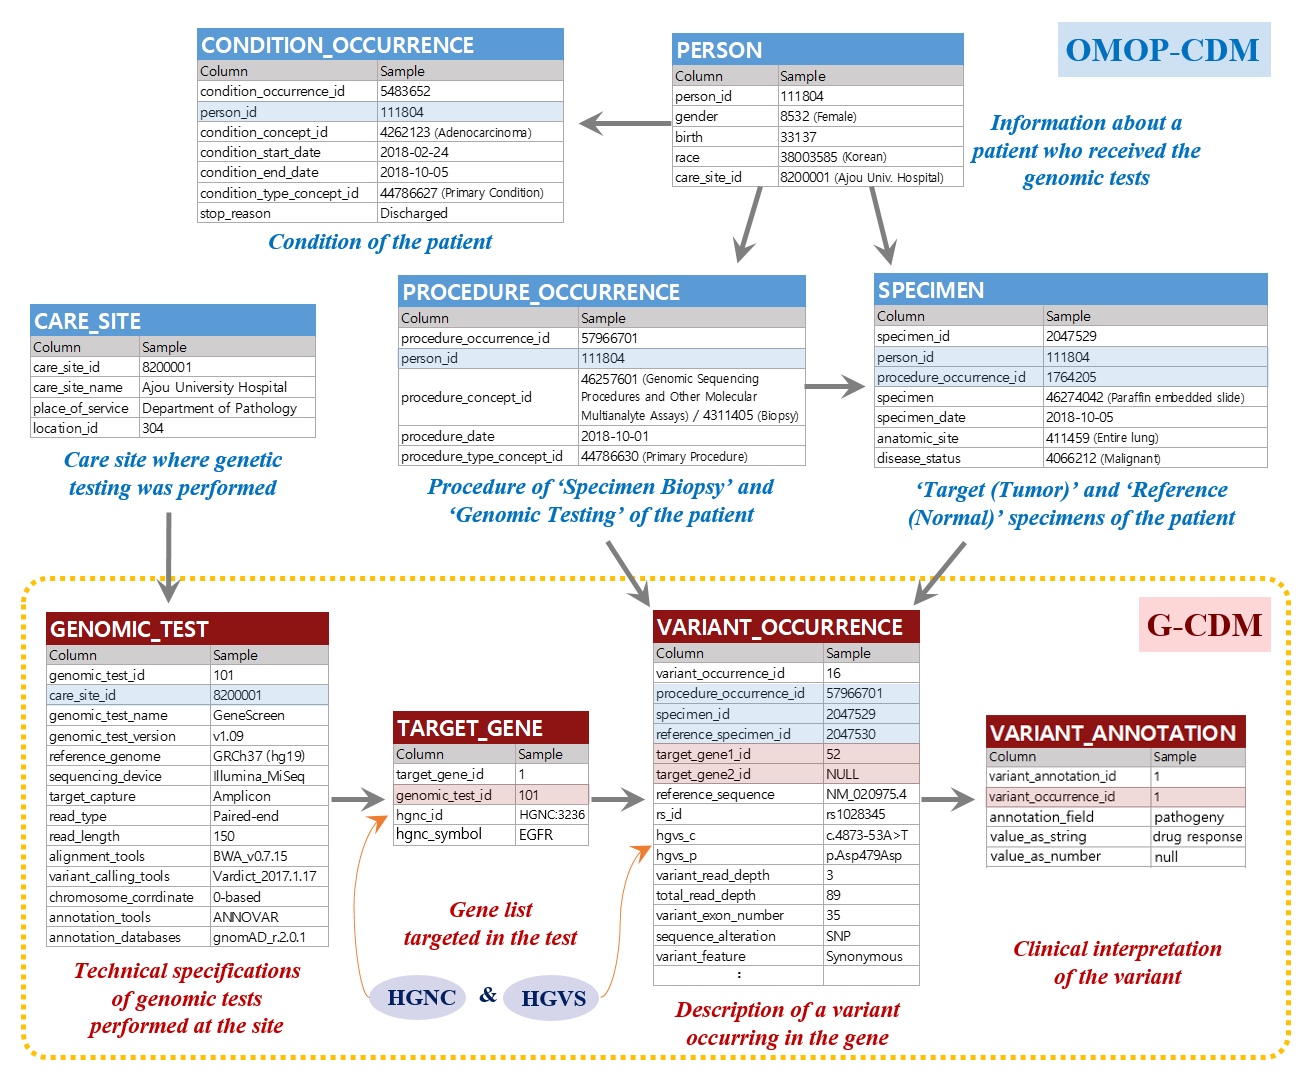 OMOP-CDM
CONDITION_OCCURRENCE
Column Sample
condition_occurrence_id 5483652
person_id 111804
condition_concept_id 4262123 (Adenocarcinoma)
condition_start_date 2018-02-24
condition_end_date 2018-10-05
condition_type_concept_id 44786627 (Primary Condition)
stop_reason Discharged
Condition of the patient
PERSON
Column Sample
person_id 111804
gender 8532 (Female)
birth 33137
race 38003585 (Korean)
care_site_id 8200001 (Ajou Univ. Hospital)
Information about a
patient who received the
genomic tests
CARE_SITE
Column Sample
care_site_id 8200001
care_site_name Ajou University Hospital
place_of_service Department of Pathology
location_id 304
Care site where genetic
testing was performed
PROCEDURE_OCCURRENCE
Column Sample
procedure_occurrence_id 57966701
person_id 111804
procedure_concept_id 46257601 (Genomic Sequencing
Procedures and Other Molecular
Multianalyte Assays) / 4311405 (Biopsy)
procedure_date 2018-10-01
procedure_type_concept_id 44786630 (Primary Procedure)
Procedure of ‘Specimen Biopsy’ and
‘Genomic Testing’ of the patient
SPECIMEN
Column Sample
specimen_id 2047529
person_id 111804
procedure_occurrence_id 1764205
specimen 46274042 (Paraffin embedded slide)
specimen_date 2018-10-05
anatomic_site 411459 (Entire lung)
disease_status 4066212 (Malignant)
‘Target (Tumor)’ and ‘Reference
(Normal)’ specimens of the patient
G-CDM
GENOMIC_TEST
Column Sample
genomic_test_id 101
care_site_id 8200001
genomic_test_name GeneScreen
genomic_test_version v1.09
reference_genome GRCh37 (hg19)
sequencing_device Illumina_MiSeq
target_capture Amplicon
read_type Paired-end
read_length 150
alignment_tools BWA_v0.7.15
variant_calling_tools Vardict_2017.1.17
chromosome_corrdinate 0-based
annotation_tools ANNOVAR
annotation_databases gnomAD_r.2.0.1
Technical specifications
of genomic tests
performed at the site
TARGET_GENE
Column Sample
target_gene_id 1
genomic_test_id 101
hgnc_id HGNC:3236
hgnc_symbol EGFR
Gene list
targeted in the test
HGNC & HGVS
VARIANT_OCCURRENCE
Column Sample
variant_occurrence_id 16
procedure_occurrence_id 57966701
specimen_id 2047529
reference_specimen_id 2047530
target_gene1_id 52
target_gene2_id NULL
reference_sequence NM_020975.4
rs_id rs1028345
hgvs_c c.4873-53A>T
hgvs_p p.Asp479Asp
variant_read_depth 3
total_read_depth 89
variant_exon_number 35
sequence_alteration SNP
variant_feature Synonymous
:
Description of a variant
occurring in the gene
VARIANT_ANNOTATION
Column Sample
variant_annotation_id 1
variant_occurrence_id 1
annotation_field pathogeny
value_as_string drug response
value_as_number null
Clinical interpretation
of the variant